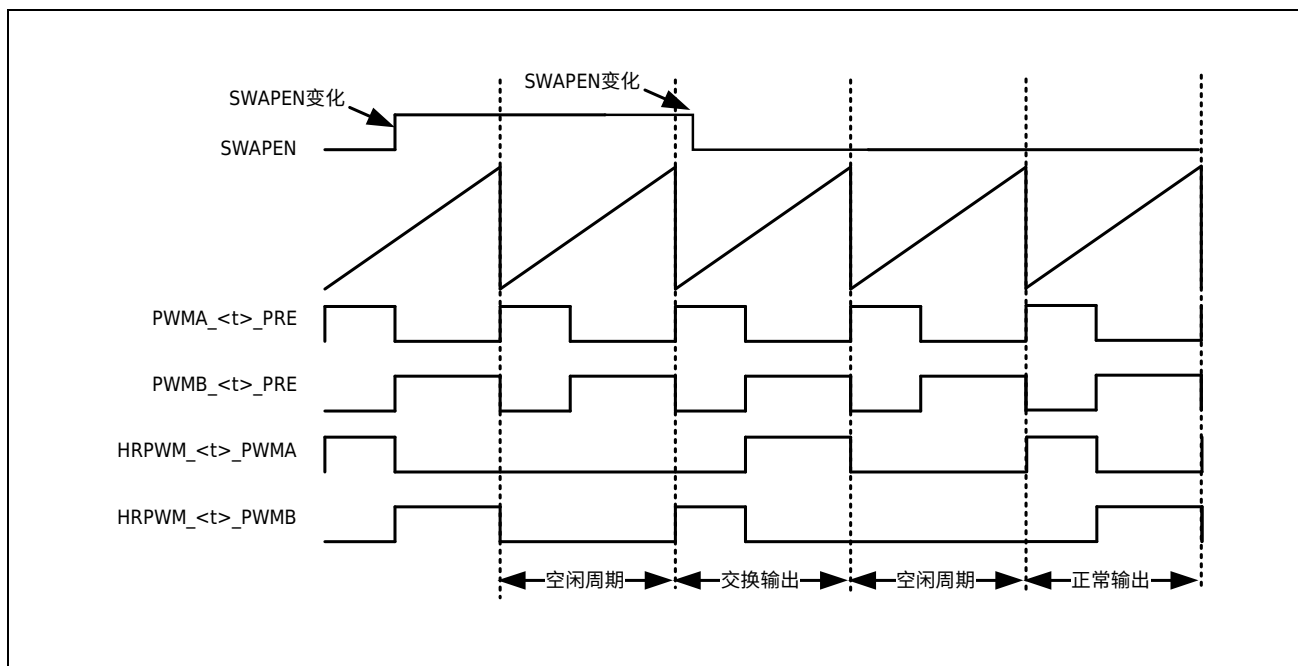 SWAPEN变化
SWAPEN变化
SWAPEN
PWMA_<t>_PRE
PWMB_<t>_PRE
HRPWM_<t>_PWMA
HRPWM_<t>_PWMB
空闲周期
交换输出
空闲周期
正常输出